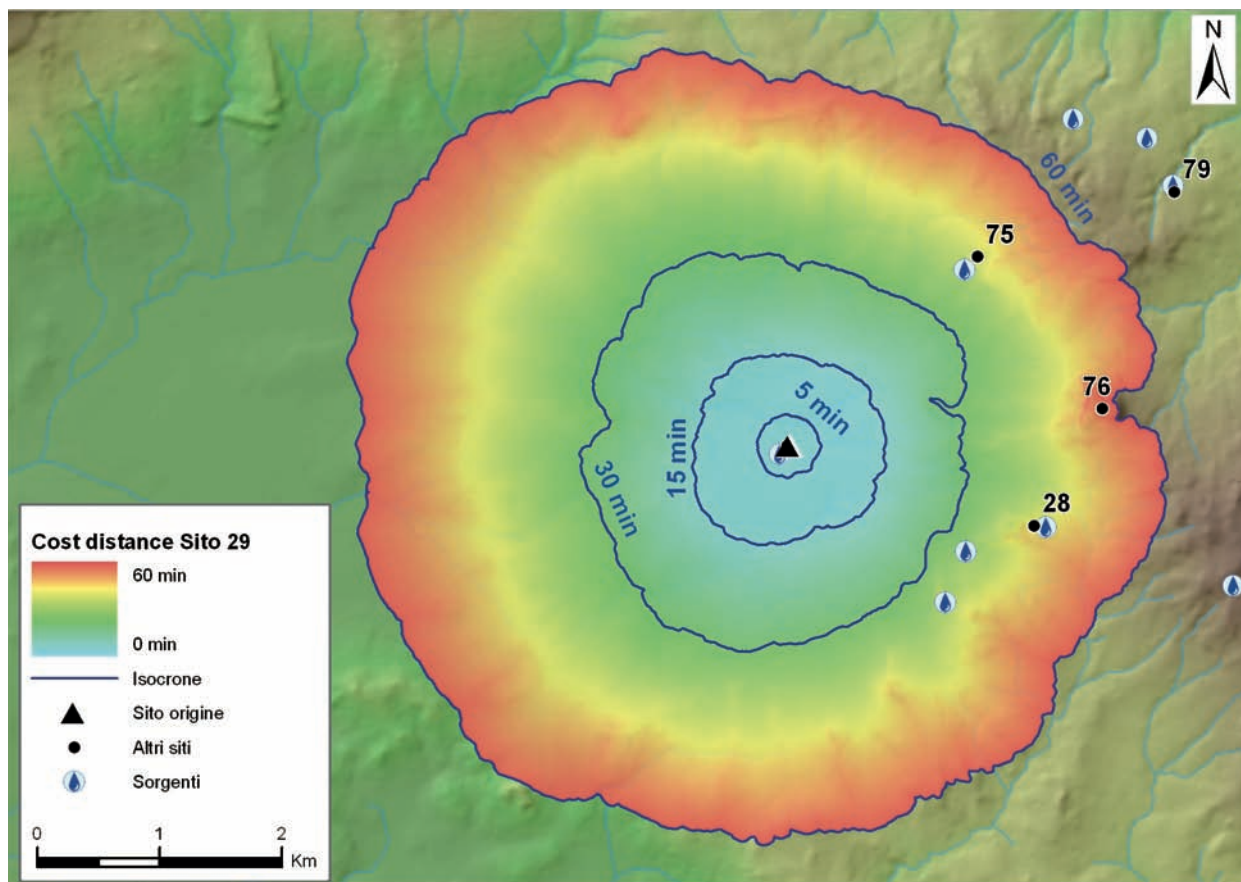 N
79
60 min
75
76
5 min
15 min
30 min
28
Cost distance Sito 29
60 min
0 min
Isocrone
Sito origine
Altri siti
Sorgenti
0 1 2
Km